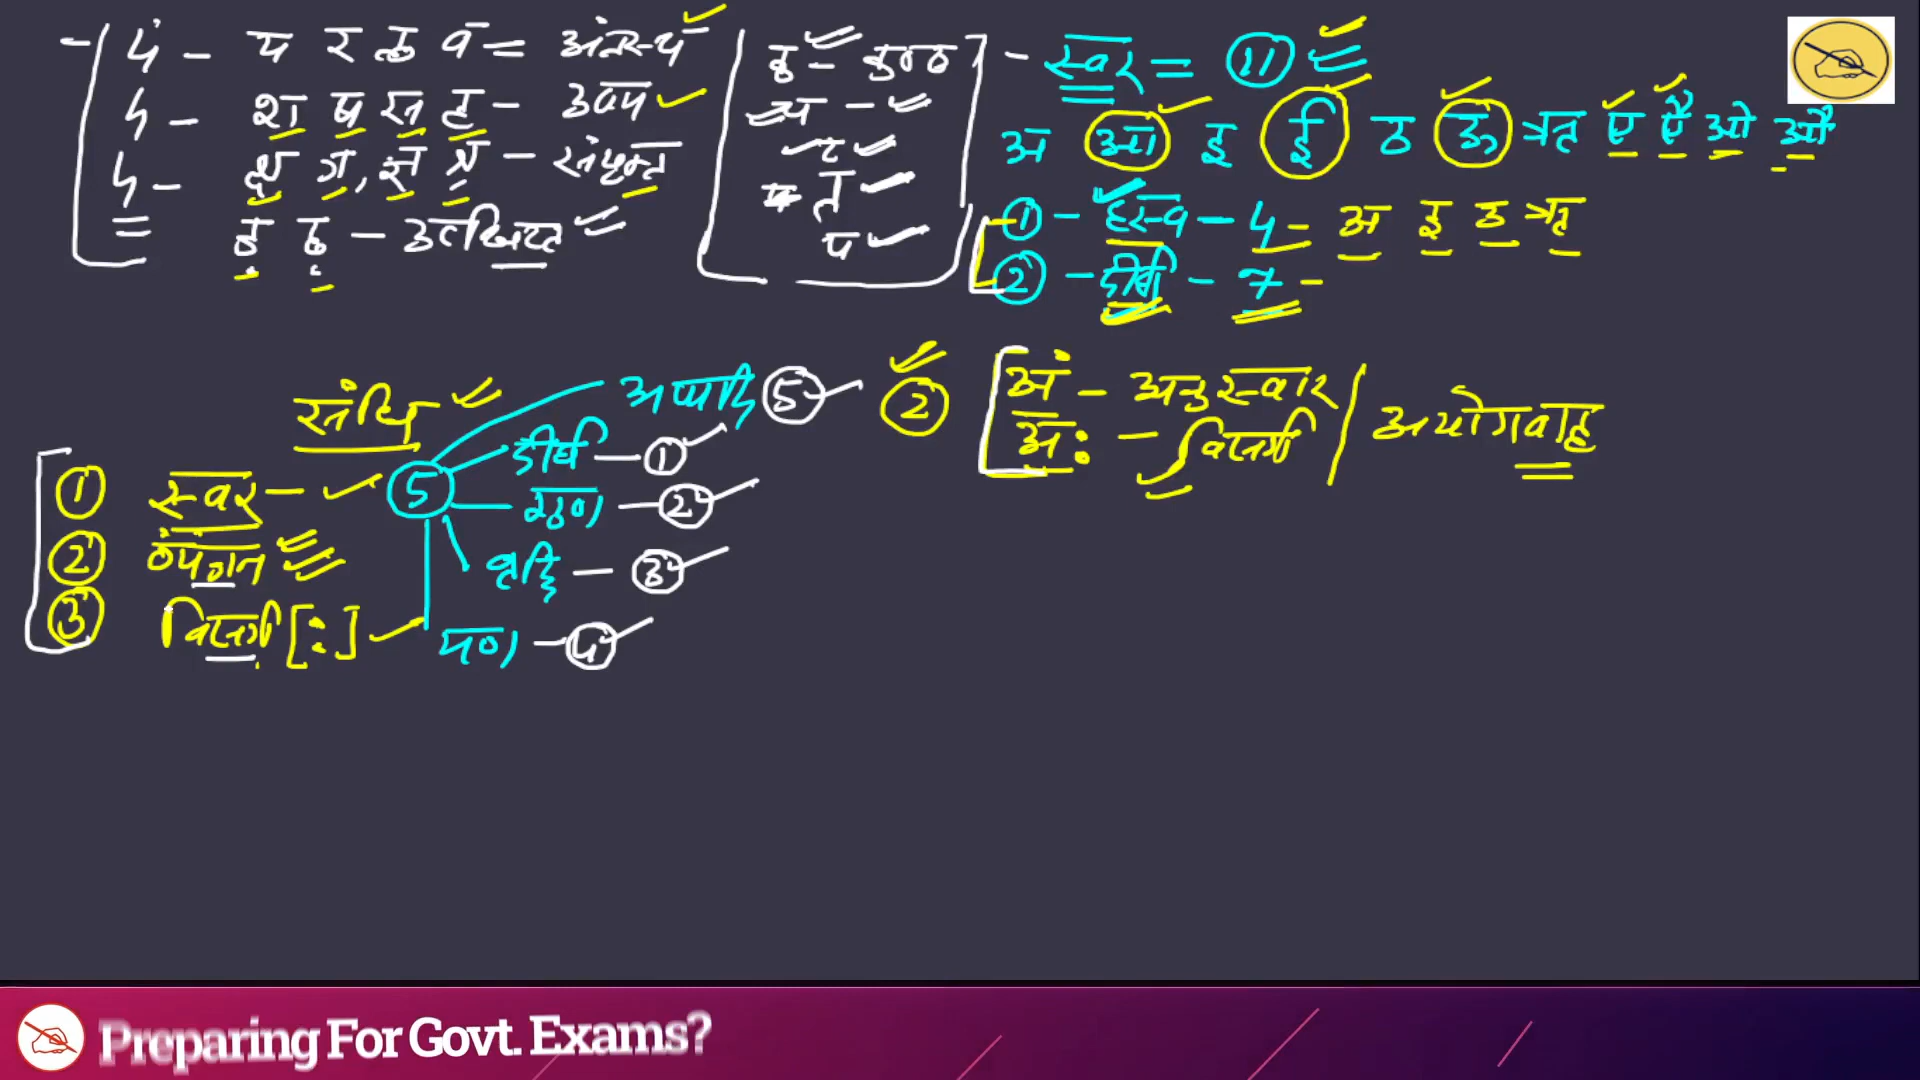 4 - य र ल व = अंतस्थ
4 - श ष स ह - उष्म
4 - क्ष त्र, ज्ञ श्र - संयुक्त
ड़ ढ़ - उत्क्षिप्त
क -
च -
ट
त
प
- स्वर = 11
अ आ इ ई उ ऊ ऋ ए ऐ ओ औ
1 - ह्रस्व - 4 - अ इ उ ऋ
2 - दीर्घ - 7 -
2 अं - अनुस्वार
अः - विसर्ग
अयोगवाह
संधि
1 स्वर - 5
2 व्यंजन
3 विसर्ग [:]
अयादि 5
दीर्घ - 1
गुण - 2
वृद्धि - 3
यण - 4
Preparing For Govt. Exams?